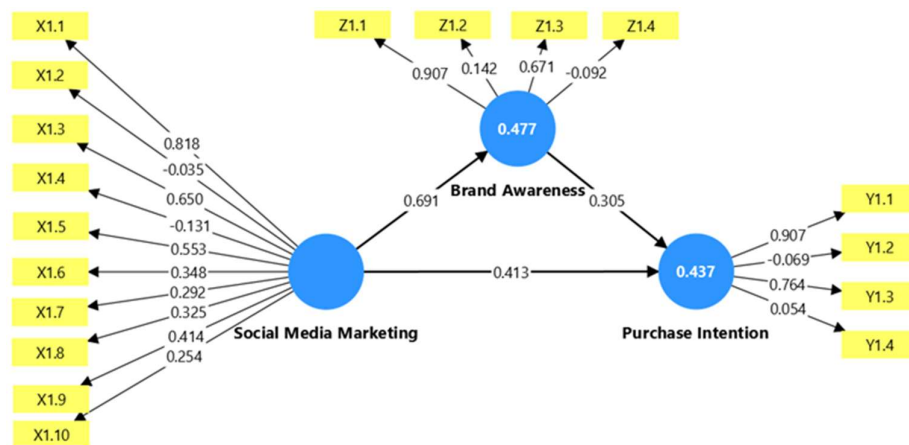 X1.1
X1.2
X1.3
X1.4
X1.5
X1.6
X1.7
X1.8
X1.9
X1.10
0.818
-0.035
0.650
-0.131
0.553
0.348
0.292
0.325
0.414
0.254
Social Media Marketing
0.691
0.413
Z1.1
Z1.2
Z1.3
Z1.4
0.907
0.142
0.671
-0.092
0.477
Brand Awareness
0.305
0.437
Purchase Intention
0.907
-0.069
0.764
0.054
Y1.1
Y1.2
Y1.3
Y1.4